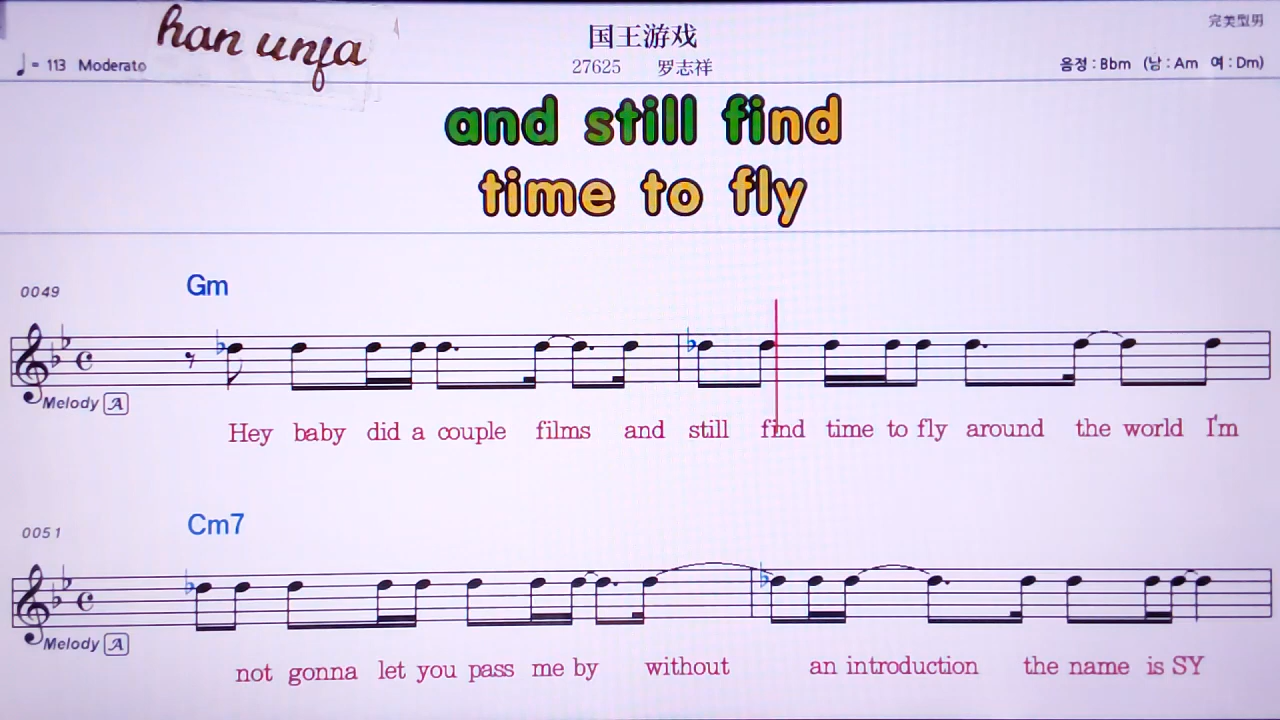 han unfa
国王游戏
完美型男
♩= 113 Moderato
27625 罗志祥
음정 : Bbm (남 : Am 여 : Dm)
and still find
time to fly
0049
Gm
Melody A
Hey baby did a couple films and still find time to fly around the world I'm
0051
Cm7
Melody A
not gonna let you pass me by without an introduction the name is SY